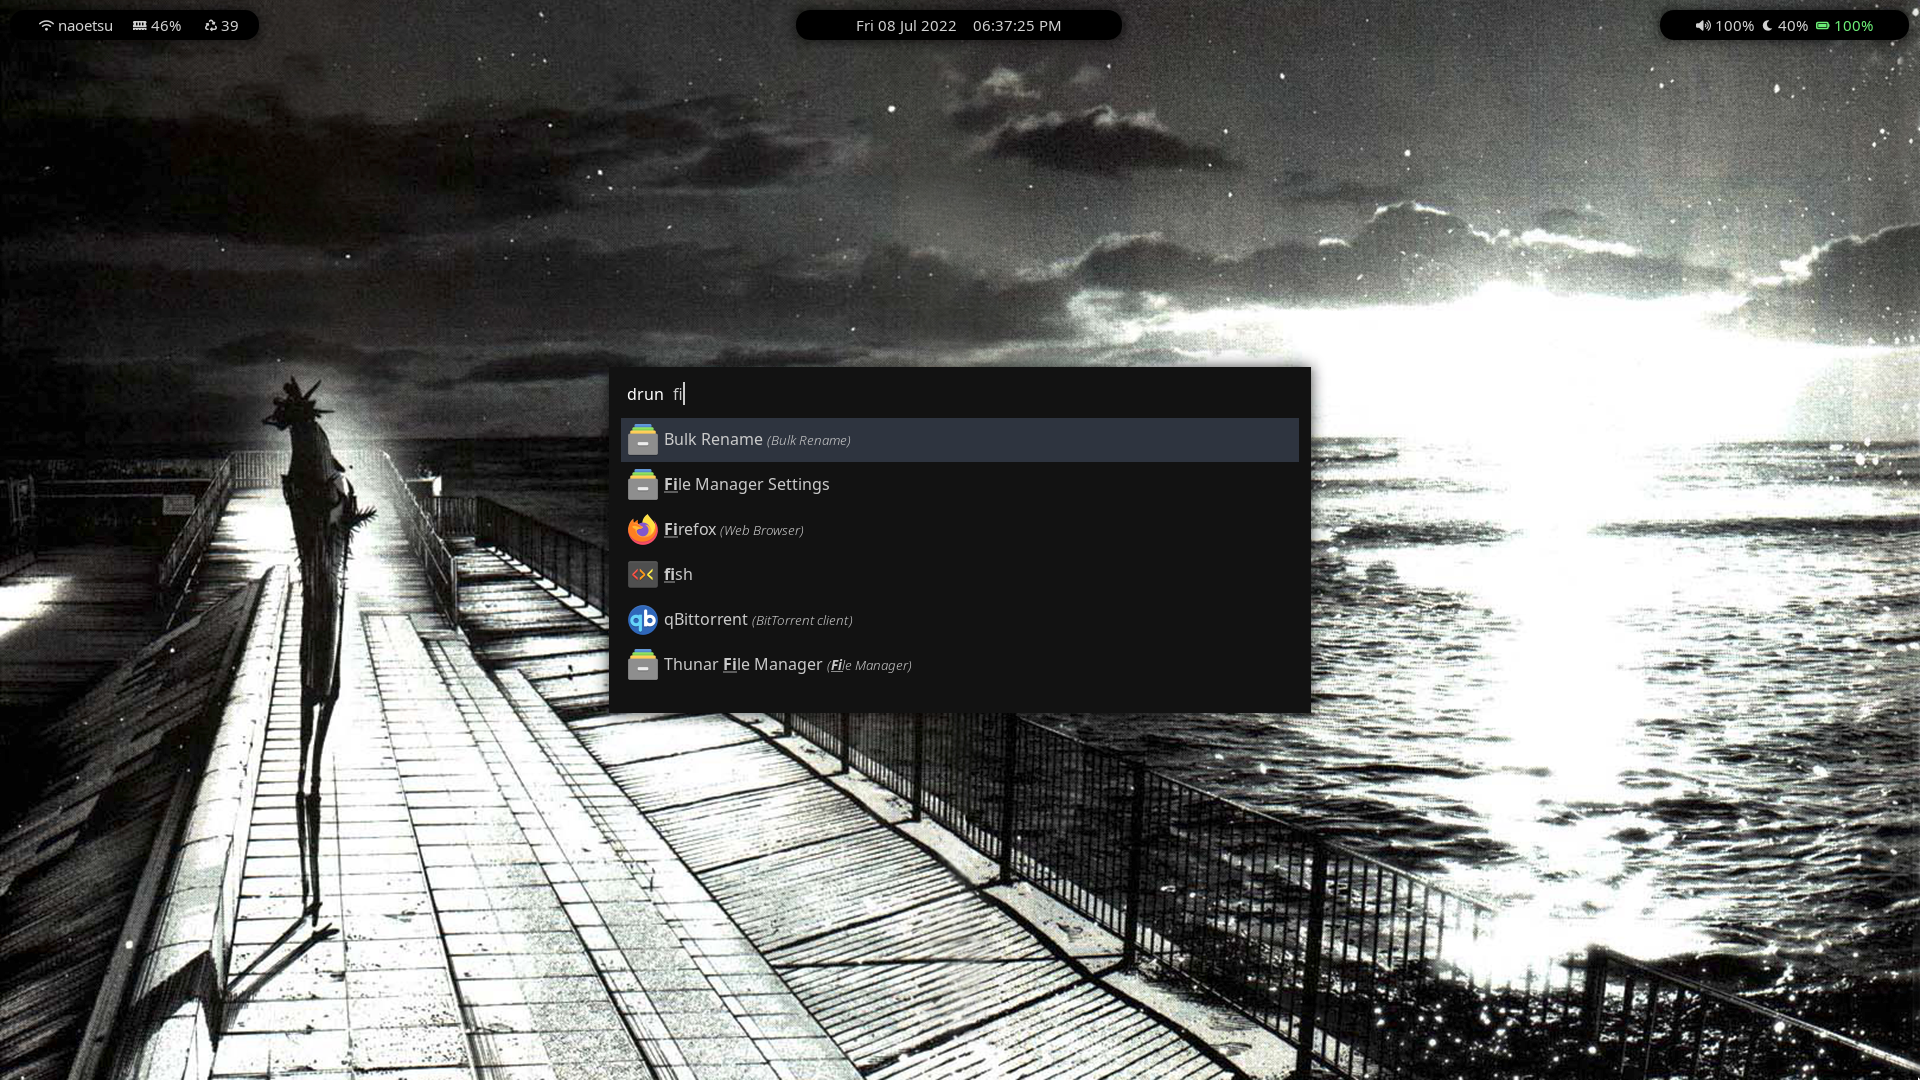 naoetsu 46% 39 Fri 08 Jul 2022 06:37:25 PM 100% 40% 100%
drun fi
Bulk Rename (Bulk Rename)
File Manager Settings
Firefox (Web Browser)
fish
qb qBittorrent (BitTorrent client)
Thunar File Manager (File Manager)